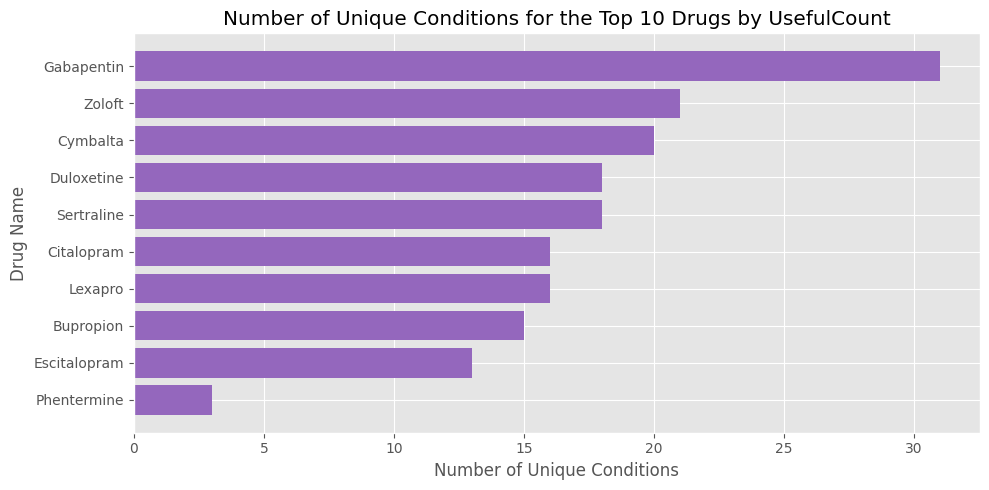 Number of Unique Conditions for the Top 10 Drugs by UsefulCount
Drug Name
Gabapentin
Zoloft
Cymbalta
Duloxetine
Sertraline
Citalopram
Lexapro
Bupropion
Escitalopram
Phentermine
0 5 10 15 20 25 30
Number of Unique Conditions